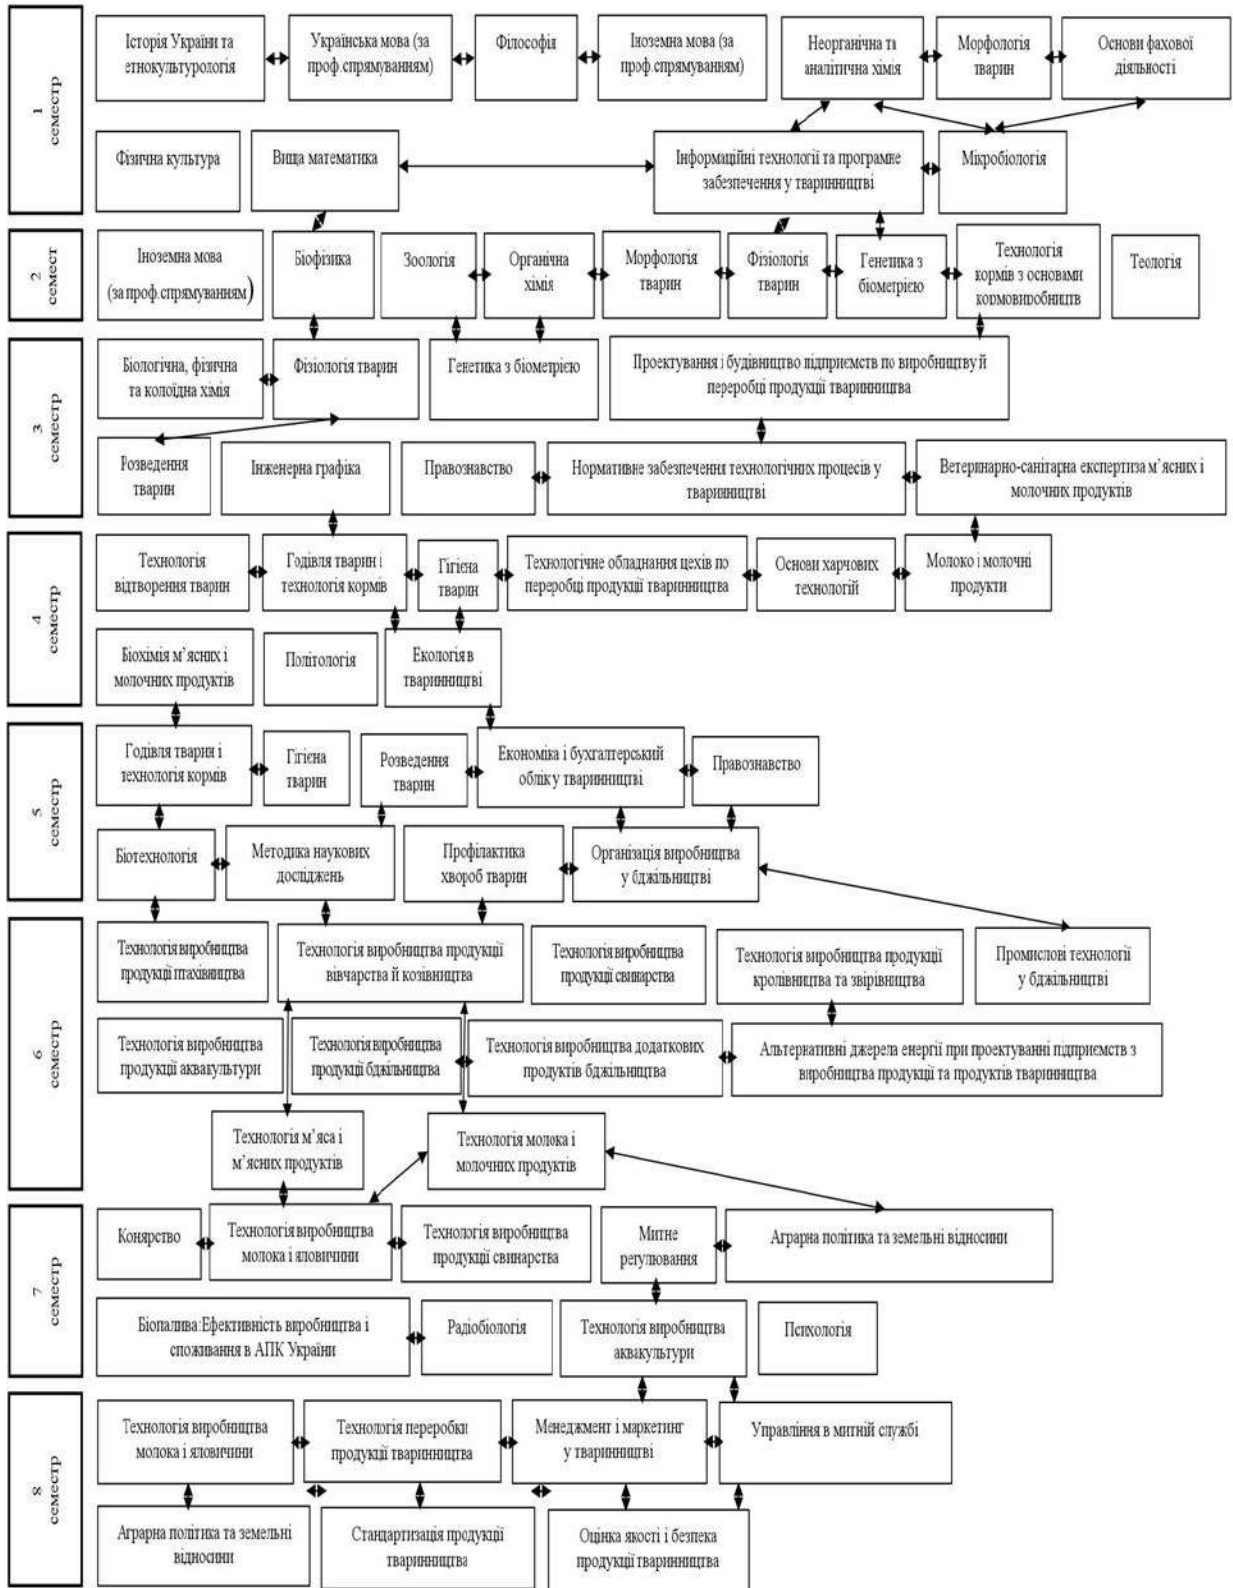 1
семестр
Історія України та
етнокультурологія
Українська мова (за
проф.спрямуванням)
Філософія
Іноземна мова (за
проф.спрямуванням)
Неорганічна та
аналітична хімія
Морфологія
тварин
Основи фахової
діяльності
Фізична культура
Вища математика
Інформаційні технології та програмне
забезпечення у тваринництві
Мікробіологія
2
семест
Іноземна мова
(за проф.спрямуванням)
Біофізика
Зоологія
Органічна
хімія
Морфологія
тварин
Фізіологія
тварин
Генетика з
біометрією
Технологія
кормів з основами
кормовиробництв
Теологія
3
семестр
Біологічна, фізична
та колоїдна хімія
Фізіологія тварин
Генетика з біометрією
Проектування і будівництво підприємств по виробництву й
переробці продукції тваринництва
Розведення
тварин
Інженерна графіка
Правознавство
Нормативне забезпечення технологічних процесів у
тваринництві
Ветеринарно-санітарна експертиза м’ясних і
молочних продуктів
4
семестр
Технологія
відтворення тварин
Годівля тварин і
технологія кормів
Гігієна
тварин
Технологічне обладнання цехів по
переробці продукції тваринництва
Основи харчових
технологій
Молоко і молочні
продукти
Біохімія м’ясних і
молочних продуктів
Політологія
Екологія в
тваринництві
5
семестр
Годівля тварин і
технологія кормів
Гігієна
тварин
Розведення
тварин
Економіка і бухгалтерський
облік у тваринництві
Правознавство
Біотехнологія
Методика наукових
досліджень
Профілактика
хвороб тварин
Організація виробництва
у бджільництві
6
семестр
Технологія виробництва
продукції птахівництва
Технологія виробництва продукції
вівчарства й козівництва
Технологія виробництва
продукції свинарства
Технологія виробництва продукції
кролівництва та звірівництва
Промислові технології
у бджільництві
Технологія виробництва
продукції аквакультури
Технологія виробництва
продукції бджільництва
Технологія виробництва додаткових
продуктів бджільництва
Альтернативні джерела енергії при проектуванні підприємств з
виробництва продукції та продуктів тваринництва
Технологія м’яса і
м’ясних продуктів
Технологія молока і
молочних продуктів
7
семестр
Конярство
Технологія виробництва
молока і яловичини
Технологія виробництва
продукції свинарства
Митне
регулювання
Аграрна політика та земельні відносини
Біопалива:Ефективність виробництва і
споживання в АПК України
Радіобіологія
Технологія виробництва
аквакультури
Психологія
8
семестр
Технологія виробництва
молока і яловичини
Технологія переробки
продукції тваринництва
Менеджмент і маркетинг
у тваринництві
Управління в митній службі
Аграрна політика та земельні
відносини
Стандартизація продукції
тваринництва
Оцінка якості і безпека
продукції тваринництва